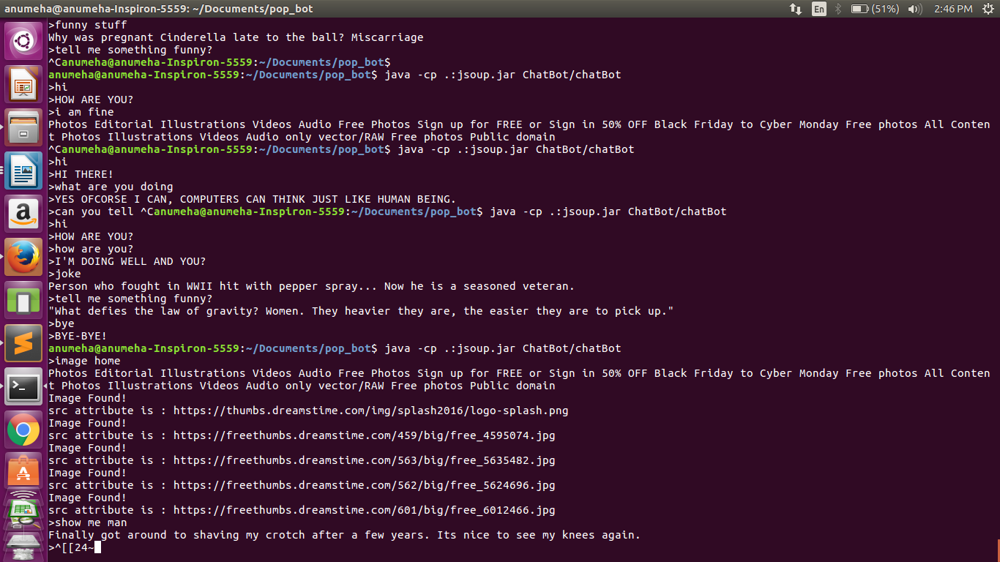 anumeha@anumeha-Inspiron-5559: ~/Documents/pop_bot
En
(51%)
2:46 PM
>funny stuff
Why was pregnant Cinderella late to the ball? Miscarriage
>tell me something funny?
^Canumeha@anumeha-Inspiron-5559:~/Documents/pop_bot$
anumeha@anumeha-Inspiron-5559:~/Documents/pop_bot$ java -cp .:jsoup.jar ChatBot/chatBot
>hi
>HOW ARE YOU?
>i am fine
Photos Editorial Illustrations Videos Audio Free Photos Sign up for FREE or Sign in 50% OFF Black Friday to Cyber Monday Free photos All Conten
t Photos Illustrations Videos Audio only vector/RAW Free photos Public domain
^Canumeha@anumeha-Inspiron-5559:~/Documents/pop_bot$ java -cp .:jsoup.jar ChatBot/chatBot
>hi
>HI THERE!
>what are you doing
>YES OFCORSE I CAN, COMPUTERS CAN THINK JUST LIKE HUMAN BEING.
>can you tell ^Canumeha@anumeha-Inspiron-5559:~/Documents/pop_bot$ java -cp .:jsoup.jar ChatBot/chatBot
>hi
>HOW ARE YOU?
>how are you?
>I'M DOING WELL AND YOU?
>joke
Person who fought in WWII hit with pepper spray... Now he is a seasoned veteran.
>tell me something funny?
"What defies the law of gravity? Women. They heavier they are, the easier they are to pick up."
>bye
>BYE-BYE!
anumeha@anumeha-Inspiron-5559:~/Documents/pop_bot$ java -cp .:jsoup.jar ChatBot/chatBot
>image home
Photos Editorial Illustrations Videos Audio Free Photos Sign up for FREE or Sign in 50% OFF Black Friday to Cyber Monday Free photos All Conten
t Photos Illustrations Videos Audio only vector/RAW Free photos Public domain
Image Found!
src attribute is : https://thumbs.dreamstime.com/img/splash2016/logo-splash.png
Image Found!
src attribute is : https://freethumbs.dreamstime.com/459/big/free_4595074.jpg
Image Found!
src attribute is : https://freethumbs.dreamstime.com/563/big/free_5635482.jpg
Image Found!
src attribute is : https://freethumbs.dreamstime.com/562/big/free_5624696.jpg
Image Found!
src attribute is : https://freethumbs.dreamstime.com/601/big/free_6012466.jpg
>show me man
Finally got around to shaving my crotch after a few years. Its nice to see my knees again.
>^[[24~